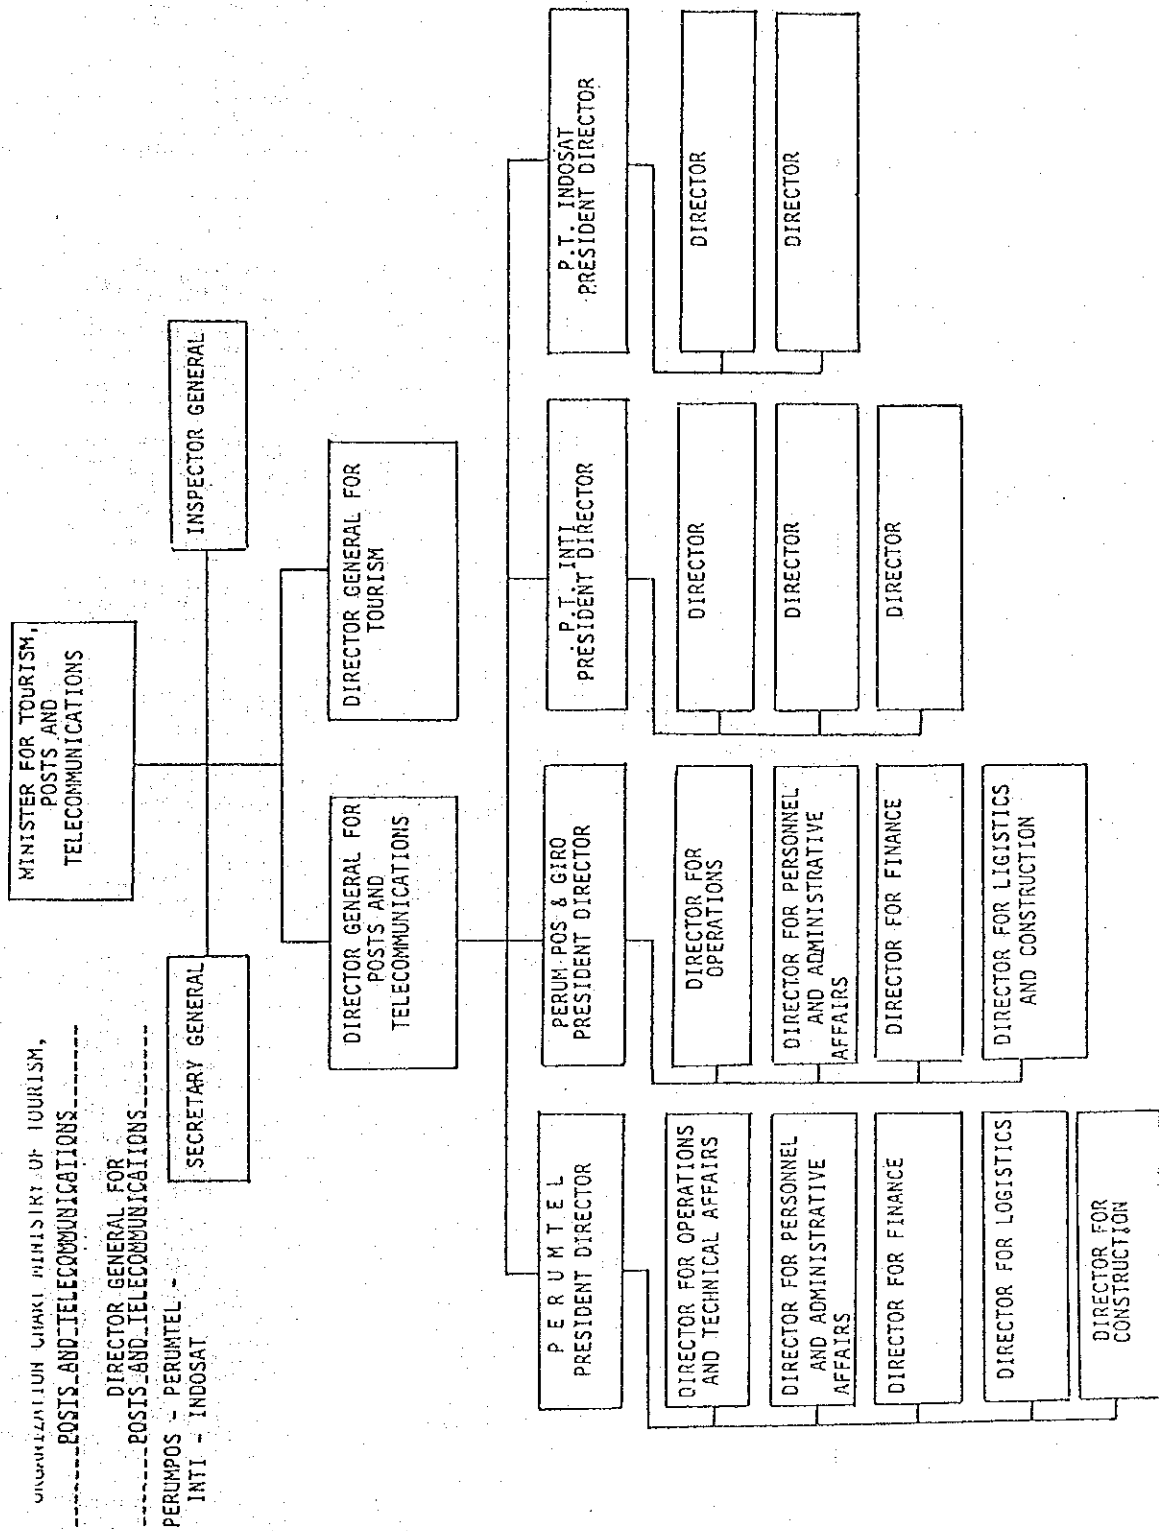 ORGANIZATION CHART MINISTRY OF TOURISM,
POSTS AND TELECOMMUNICATIONS
DIRECTOR GENERAL FOR
POSTS AND TELECOMMUNICATIONS
PERUMPOS - PERUMTEL -
INTI - INDOSAT
MINISTER FOR TOURISM,
POSTS AND
TELECOMMUNICATIONS
SECRETARY GENERAL
INSPECTOR GENERAL
DIRECTOR GENERAL FOR
POSTS AND
TELECOMMUNICATIONS
DIRECTOR GENERAL FOR
TOURISM
P E R U M T E L
PRESIDENT DIRECTOR
DIRECTOR FOR OPERATIONS
AND TECHNICAL AFFAIRS
DIRECTOR FOR PERSONNEL
AND ADMINISTRATIVE
AFFAIRS
DIRECTOR FOR FINANCE
DIRECTOR FOR LOGISTICS
DIRECTOR FOR
CONSTRUCTION
PERUM POS & GIRO
PRESIDENT DIRECTOR
DIRECTOR FOR
OPERATIONS
DIRECTOR FOR PERSONNEL
AND ADMINISTRATIVE
AFFAIRS
DIRECTOR FOR FINANCE
DIRECTOR FOR LIGISTICS
AND CONSTRUCTION
P.T. INTI
PRESIDENT DIRECTOR
DIRECTOR
DIRECTOR
DIRECTOR
P.T. INDOSAT
PRESIDENT DIRECTOR
DIRECTOR
DIRECTOR